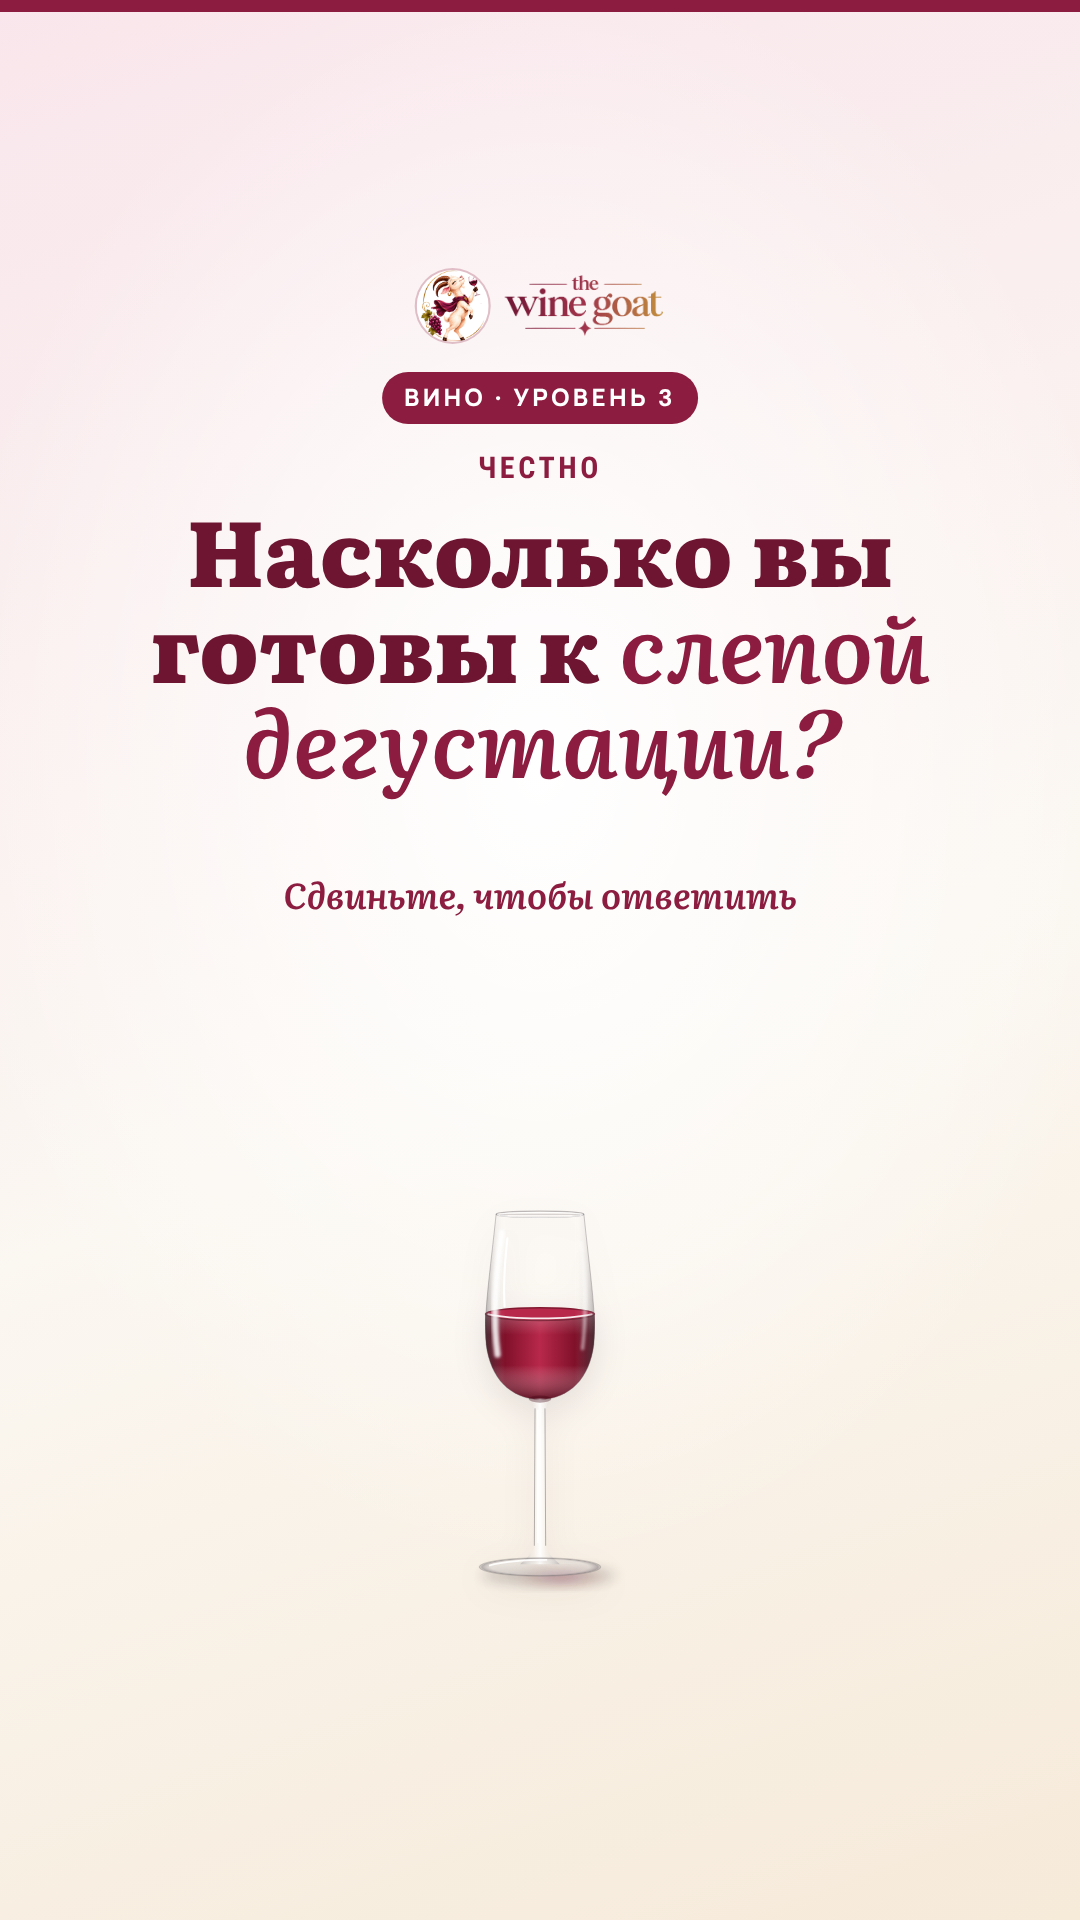 the
wine goat
ВИНО · УРОВЕНЬ 3
ЧЕСТНО
Насколько вы
готовы к слепой
дегустации?
Сдвиньте, чтобы ответить